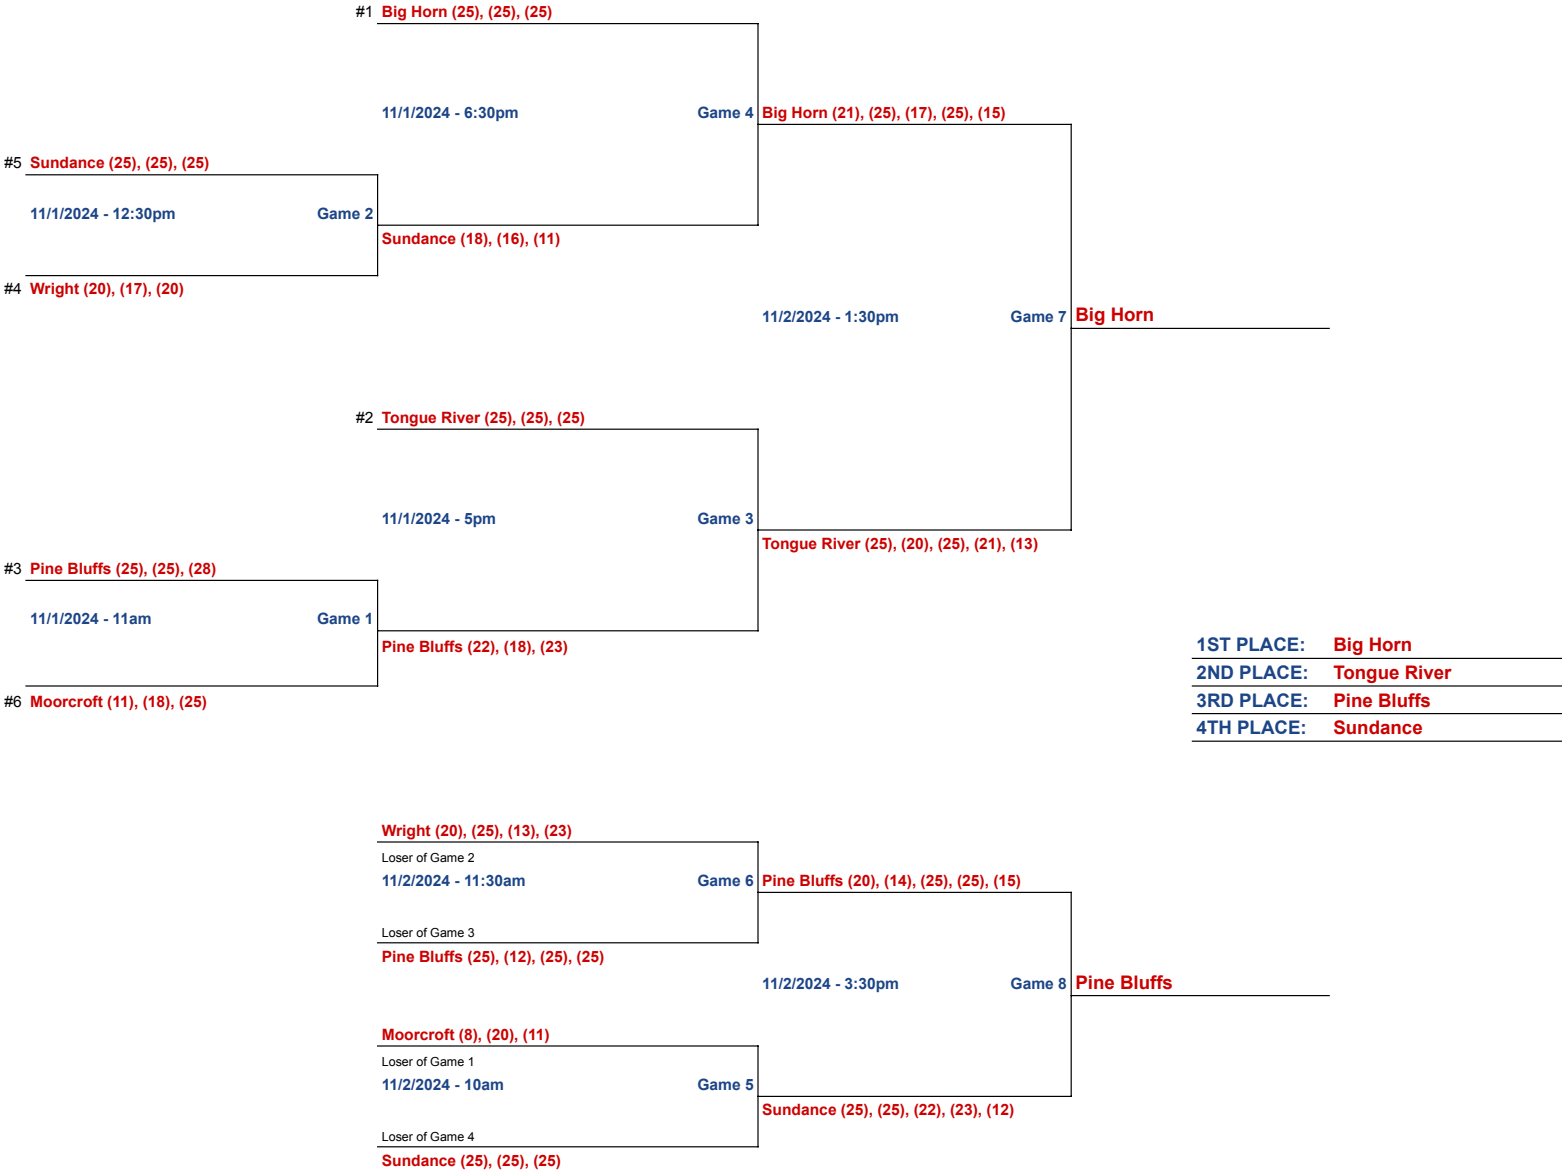 #1 Big Horn (25), (25), (25)
11/1/2024 - 6:30pm Game 4 Big Horn (21), (25), (17), (25), (15)
#5 Sundance (25), (25), (25)
11/1/2024 - 12:30pm Game 2
Sundance (18), (16), (11)
#4 Wright (20), (17), (20)
11/2/2024 - 1:30pm Game 7 Big Horn
#2 Tongue River (25), (25), (25)
11/1/2024 - 5pm Game 3
Tongue River (25), (20), (25), (21), (13)
#3 Pine Bluffs (25), (25), (28)
11/1/2024 - 11am Game 1
Pine Bluffs (22), (18), (23)
#6 Moorcroft (11), (18), (25)
1ST PLACE: Big Horn
2ND PLACE: Tongue River
3RD PLACE: Pine Bluffs
4TH PLACE: Sundance
Wright (20), (25), (13), (23)
Loser of Game 2
11/2/2024 - 11:30am Game 6 Pine Bluffs (20), (14), (25), (25), (15)
Loser of Game 3
Pine Bluffs (25), (12), (25), (25)
11/2/2024 - 3:30pm Game 8 Pine Bluffs
Moorcroft (8), (20), (11)
Loser of Game 1
11/2/2024 - 10am Game 5
Sundance (25), (25), (22), (23), (12)
Loser of Game 4
Sundance (25), (25), (25)